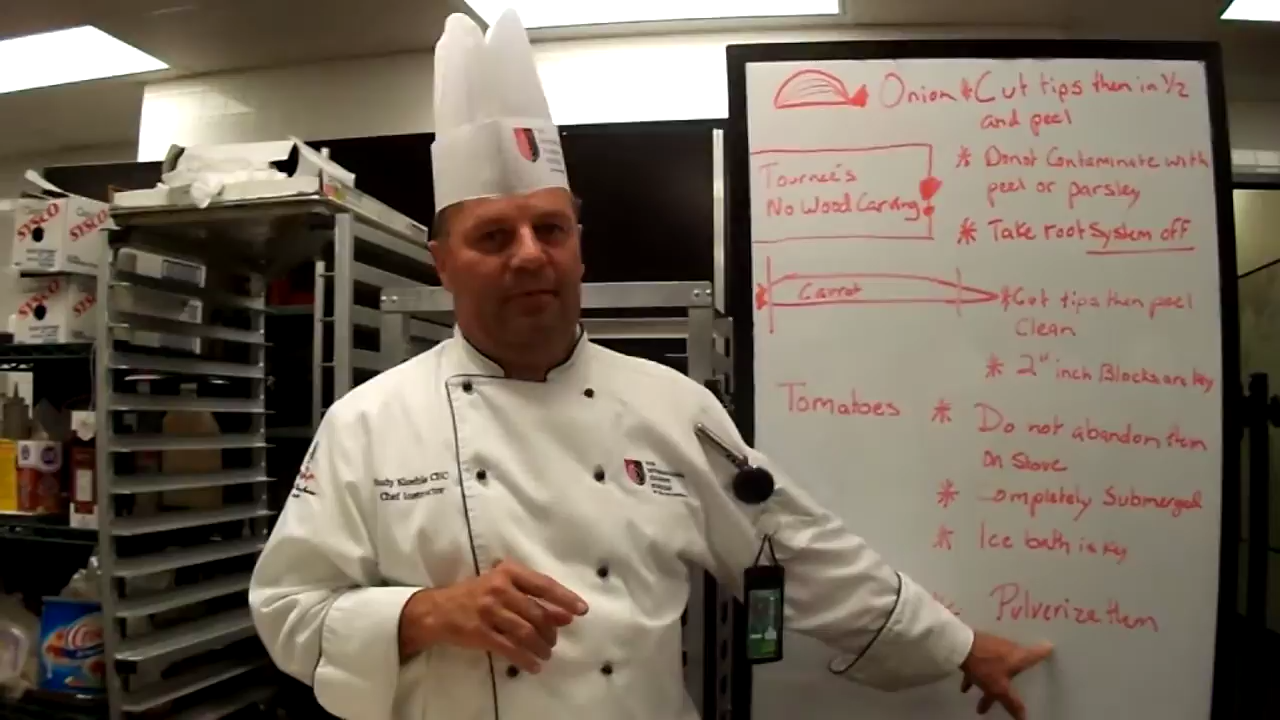 Onion * Cut tips then in 1/2
and peel
* Donot Contaminate with
peel or parsley
* Take root System off
Tourneé's
No Wood Carving
Carrot
* Cut tips then peel
Clean
* 2" inch Blocks are key
Tomatoes
* Do not abandon them
on Stove
* ompletely Submerged
* Ice bath is key
Pulverize them
SYSCO
SYSCO
SYSCO
Chef Instructor